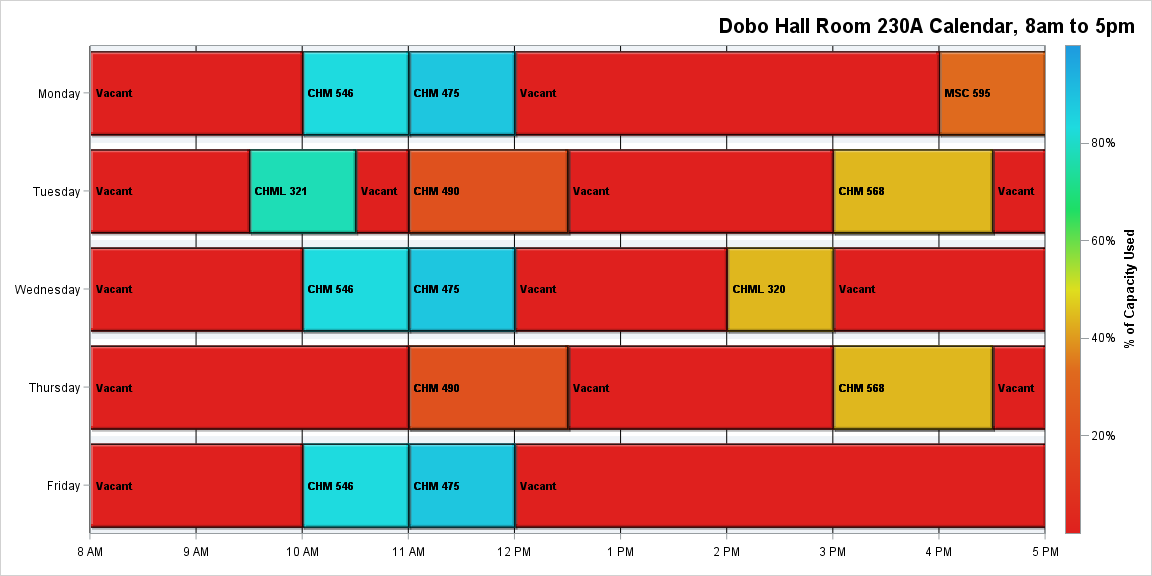 Dobo Hall Room 230A Calendar, 8am to 5pm
Monday
Vacant
CHM 546
CHM 475
Vacant
MSC 595
Tuesday
Vacant
CHML 321
Vacant
CHM 490
Vacant
CHM 568
Vacant
Wednesday
Vacant
CHM 546
CHM 475
Vacant
CHML 320
Vacant
Thursday
Vacant
CHM 490
Vacant
CHM 568
Vacant
Friday
Vacant
CHM 546
CHM 475
Vacant
8 AM
9 AM
10 AM
11 AM
12 PM
1 PM
2 PM
3 PM
4 PM
5 PM
80%
60%
40%
20%
% of Capacity Used